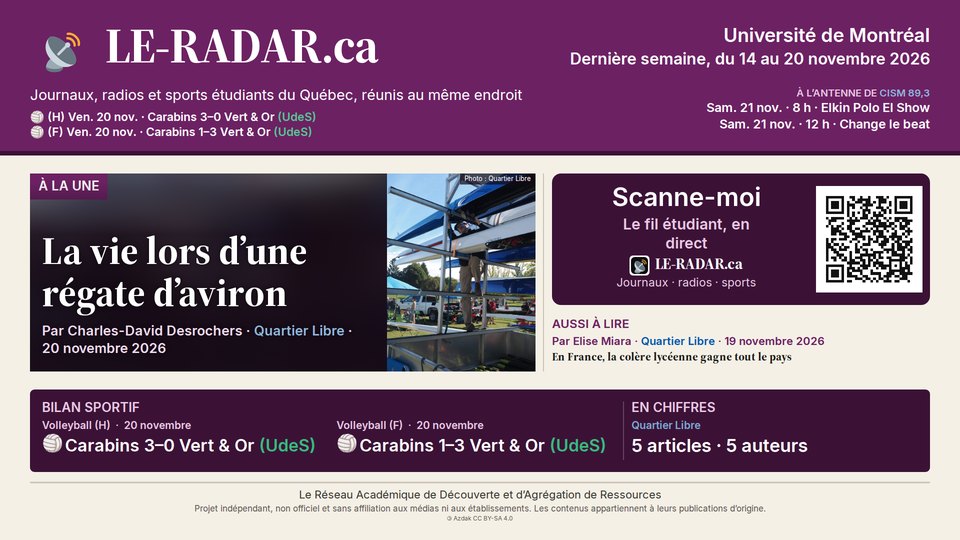 LE-RADAR.ca
Journaux, radios et sports étudiants du Québec, réunis au même endroit
(H) Ven. 20 nov. · Carabins 3–0 Vert & Or (UdeS)
(F) Ven. 20 nov. · Carabins 1–3 Vert & Or (UdeS)
Université de Montréal
Dernière semaine, du 14 au 20 novembre 2026
À L’ANTENNE DE CISM 89,3
Sam. 21 nov. · 8 h · Elkin Polo El Show
Sam. 21 nov. · 12 h · Change le beat
À LA UNE
Photo : Quartier Libre
La vie lors d’une
régate d’aviron
Par Charles-David Desrochers · Quartier Libre ·
20 novembre 2026
Scanne-moi
Le fil étudiant, en
direct
LE-RADAR.ca
Journaux · radios · sports
AUSSI À LIRE
Par Elise Miara · Quartier Libre · 19 novembre 2026
En France, la colère lycéenne gagne tout le pays
BILAN SPORTIF
Volleyball (H) · 20 novembre
Carabins 3–0 Vert & Or (UdeS)
Volleyball (F) · 20 novembre
Carabins 1–3 Vert & Or (UdeS)
EN CHIFFRES
Quartier Libre
5 articles · 5 auteurs
Le Réseau Académique de Découverte et d’Agrégation de Ressources
Projet indépendant, non officiel et sans affiliation aux médias ni aux établissements. Les contenus appartiennent à leurs publications d’origine.
Azdak CC BY-SA 4.0